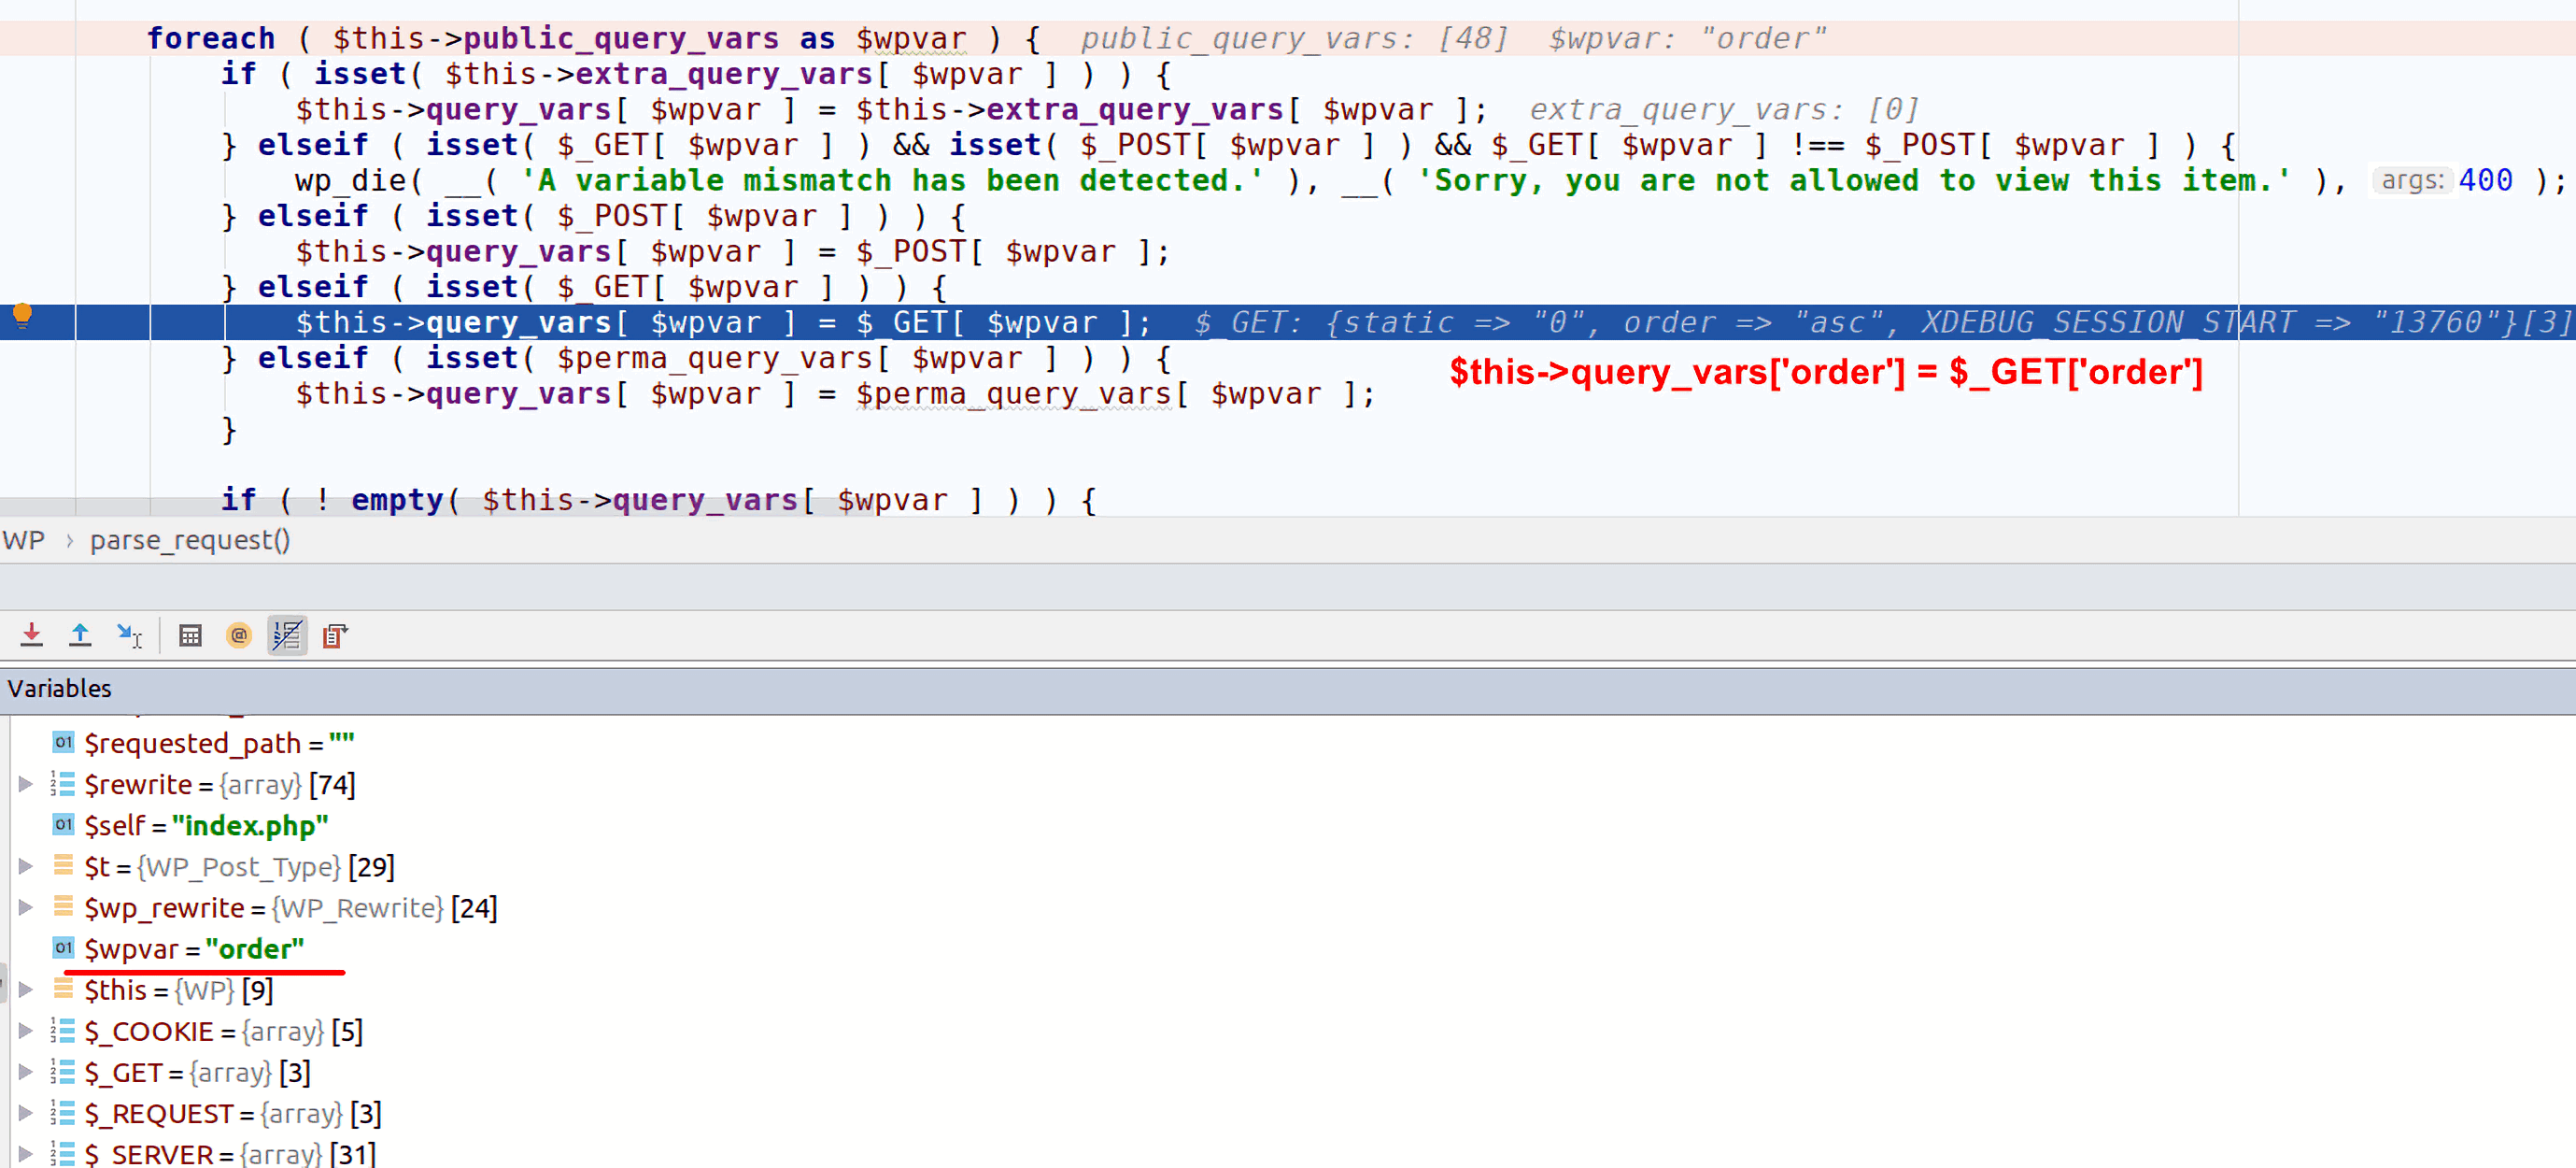 foreach ( $this->public_query_vars as $wpvar ) {  public_query_vars: [48]  $wpvar: "order"
if ( isset( $this->extra_query_vars[ $wpvar ] ) ) {
$this->query_vars[ $wpvar ] = $this->extra_query_vars[ $wpvar ];  extra_query_vars: [0]
} elseif ( isset( $_GET[ $wpvar ] ) && isset( $_POST[ $wpvar ] ) && $_GET[ $wpvar ] !== $_POST[ $wpvar ] ) {
wp_die( __( 'A variable mismatch has been detected.' ), __( 'Sorry, you are not allowed to view this item.' ), args: 400 );
} elseif ( isset( $_POST[ $wpvar ] ) ) {
$this->query_vars[ $wpvar ] = $_POST[ $wpvar ];
} elseif ( isset( $_GET[ $wpvar ] ) ) {
$this->query_vars[ $wpvar ] = $_GET[ $wpvar ];  $_GET: {static => "0", order => "asc", XDEBUG_SESSION_START => "13760"}[3]
} elseif ( isset( $perma_query_vars[ $wpvar ] ) ) {
$this->query_vars['order'] = $_GET['order']
$this->query_vars[ $wpvar ] = $perma_query_vars[ $wpvar ];
}
if ( ! empty( $this->query_vars[ $wpvar ] ) ) {
WP › parse_request()
Variables
$requested_path = ""
$rewrite = {array} [74]
$self = "index.php"
$t = {WP_Post_Type} [29]
$wp_rewrite = {WP_Rewrite} [24]
$wpvar = "order"
$this = {WP} [9]
$_COOKIE = {array} [5]
$_GET = {array} [3]
$_REQUEST = {array} [3]
$_SERVER = {array} [31]